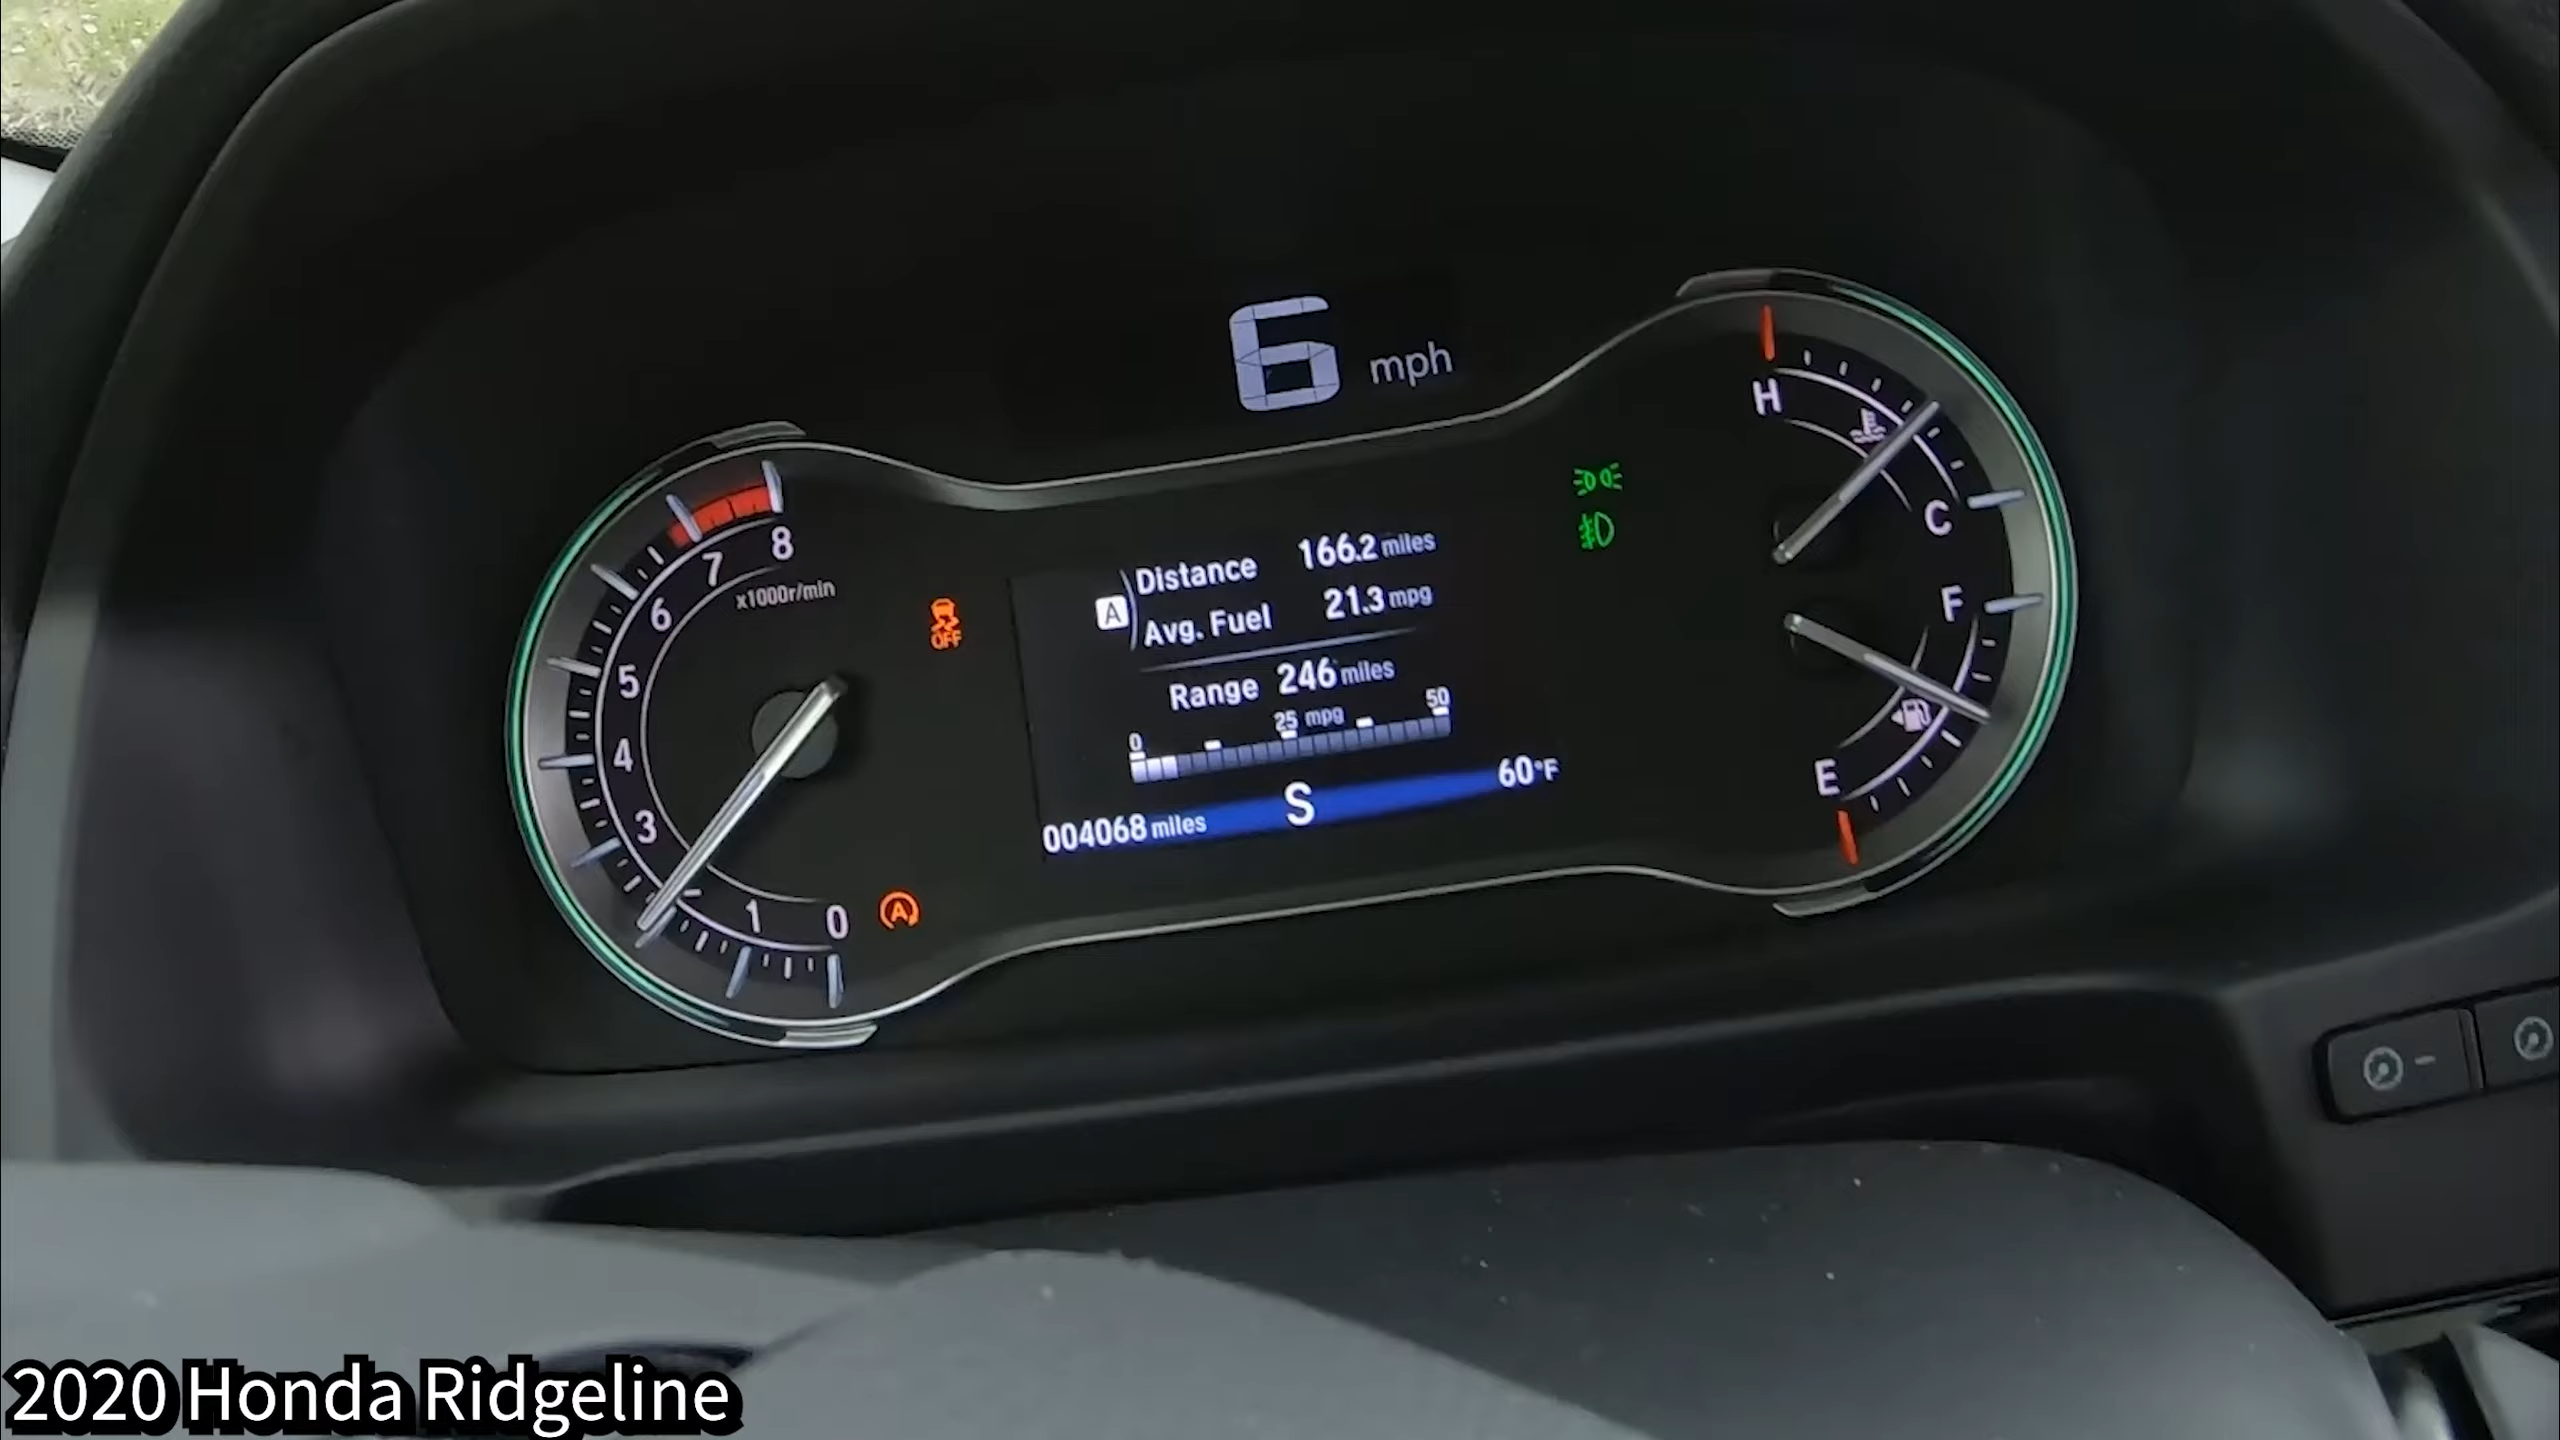 6 mph
H
C
F
E
8
7
6
5
4
3
1
0
x1000r/min
OFF
A
A
Distance 166.2 miles
Avg. Fuel 21.3 mpg
Range 246 miles
0 25 mpg 50
004068 miles S 60°F
2020 Honda Ridgeline